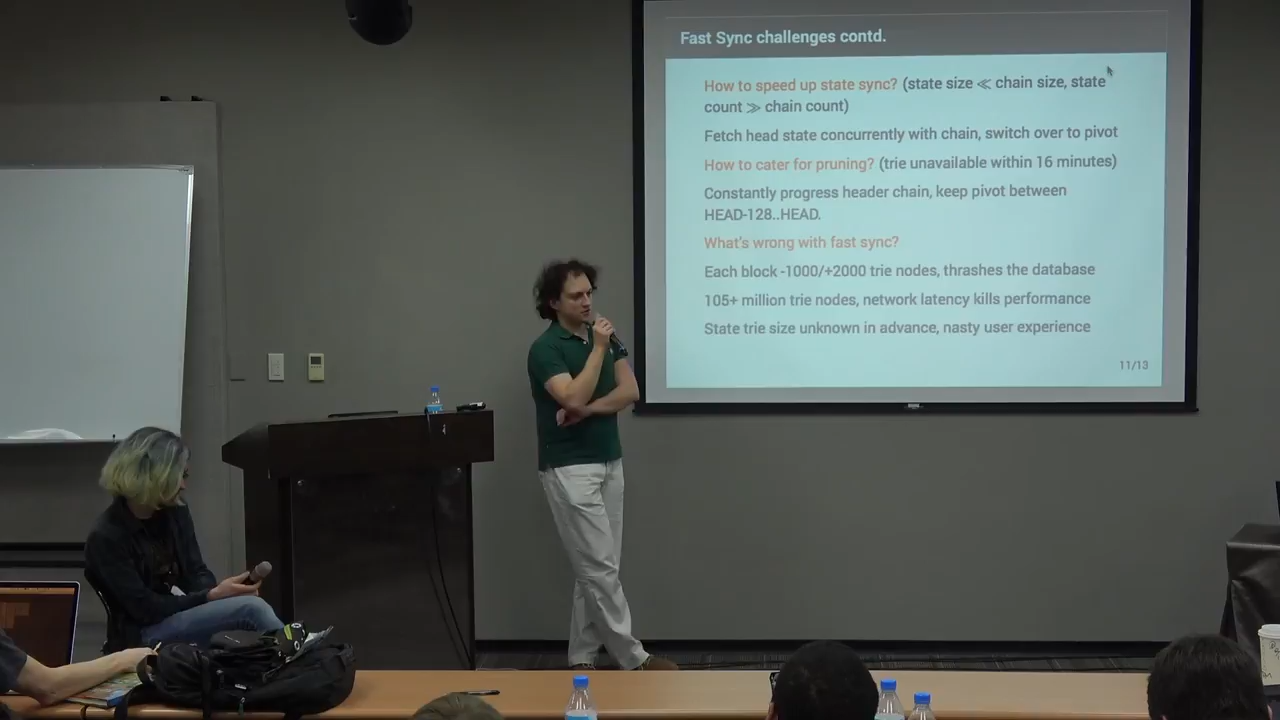 Fast Sync challenges contd.
How to speed up state sync? (state size ≪ chain size, state
count ≫ chain count)
Fetch head state concurrently with chain, switch over to pivot
How to cater for pruning? (trie unavailable within 16 minutes)
Constantly progress header chain, keep pivot between
HEAD-128..HEAD.
What's wrong with fast sync?
Each block -1000/+2000 trie nodes, thrashes the database
105+ million trie nodes, network latency kills performance
State trie size unknown in advance, nasty user experience
11/13